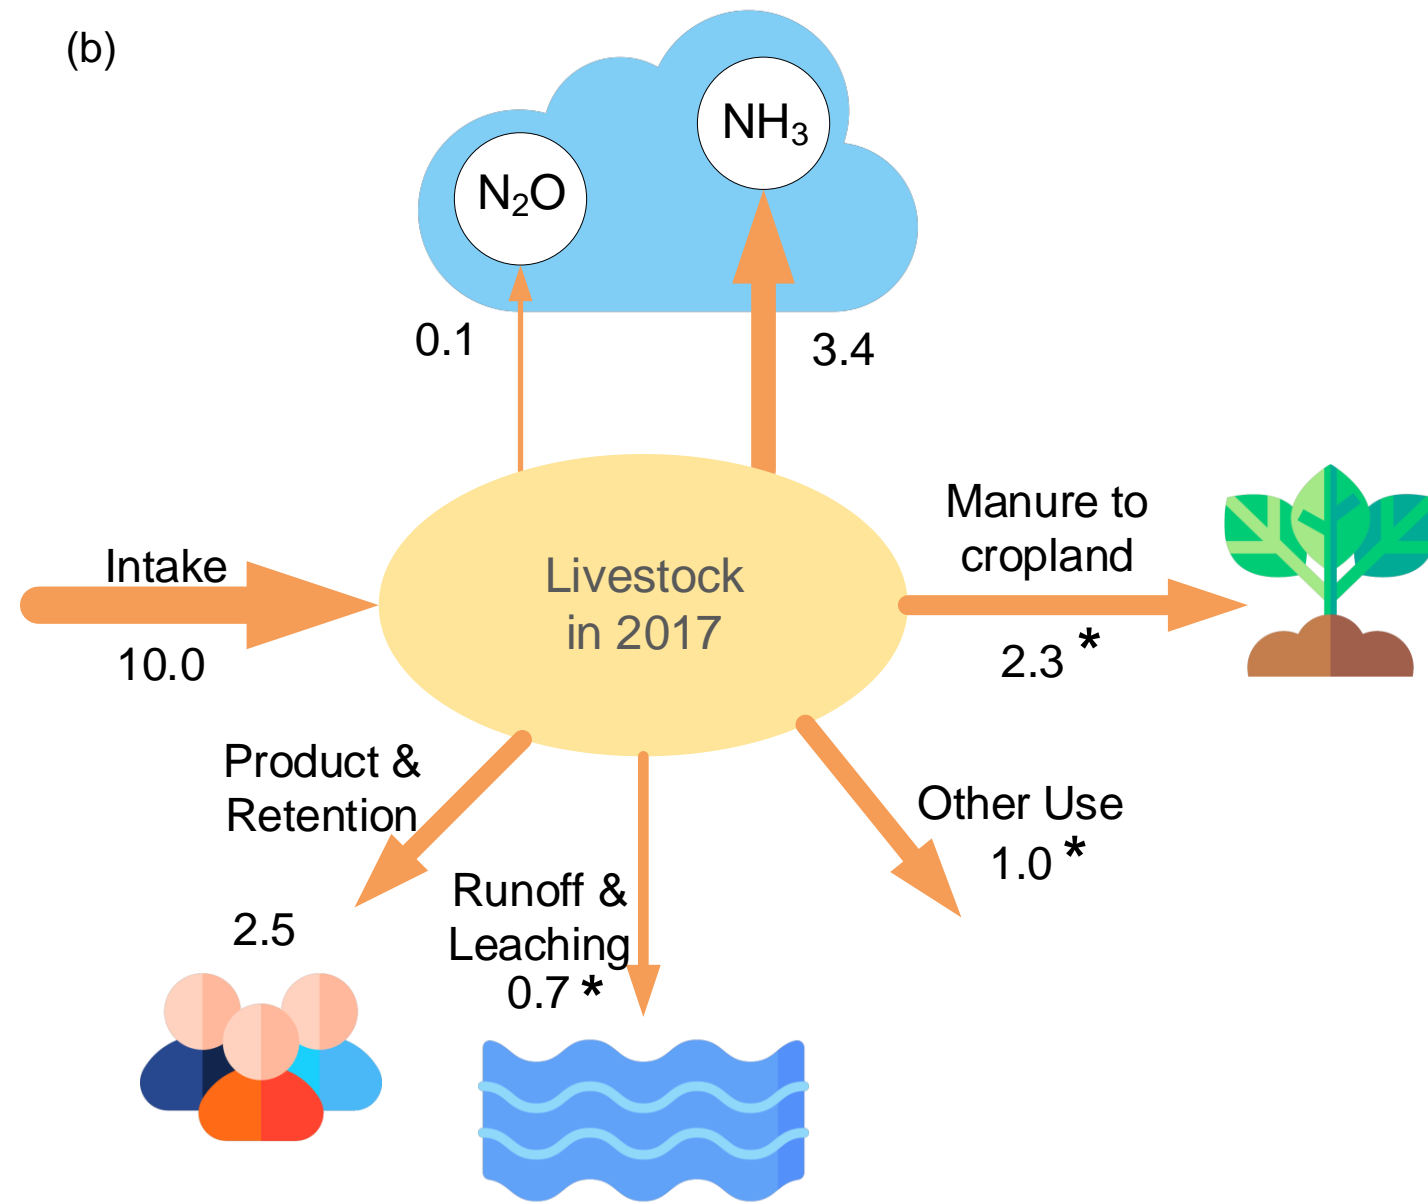 (b)
NH₃
N₂O
0.1
3.4
Manure to
cropland
Intake
Livestock
in 2017
10.0
2.3 *
Product &
Retention
Other Use
1.0 *
Runoff &
Leaching
0.7 *
2.5